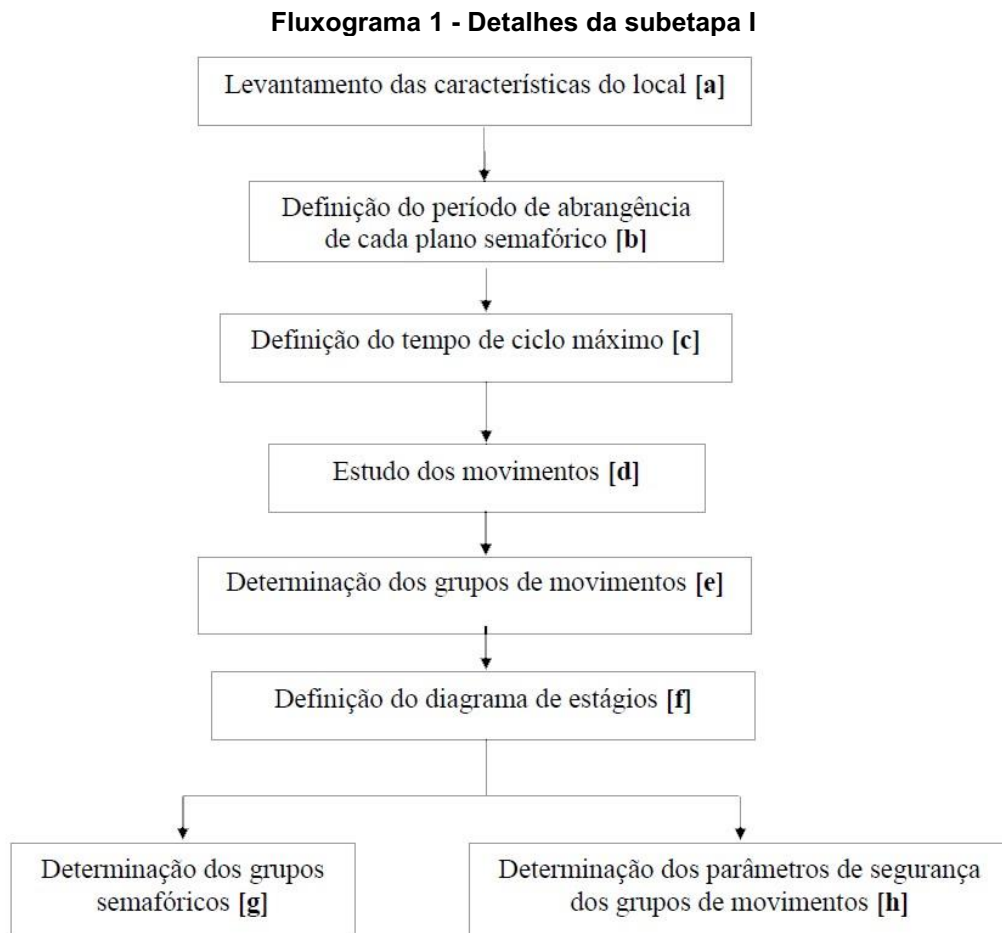 Fluxograma 1 - Detalhes da subetapa I
Levantamento das características do local [a]
Definição do período de abrangência
de cada plano semafórico [b]
Definição do tempo de ciclo máximo [c]
Estudo dos movimentos [d]
Determinação dos grupos de movimentos [e]
Definição do diagrama de estágios [f]
Determinação dos grupos
semafóricos [g]
Determinação dos parâmetros de segurança
dos grupos de movimentos [h]